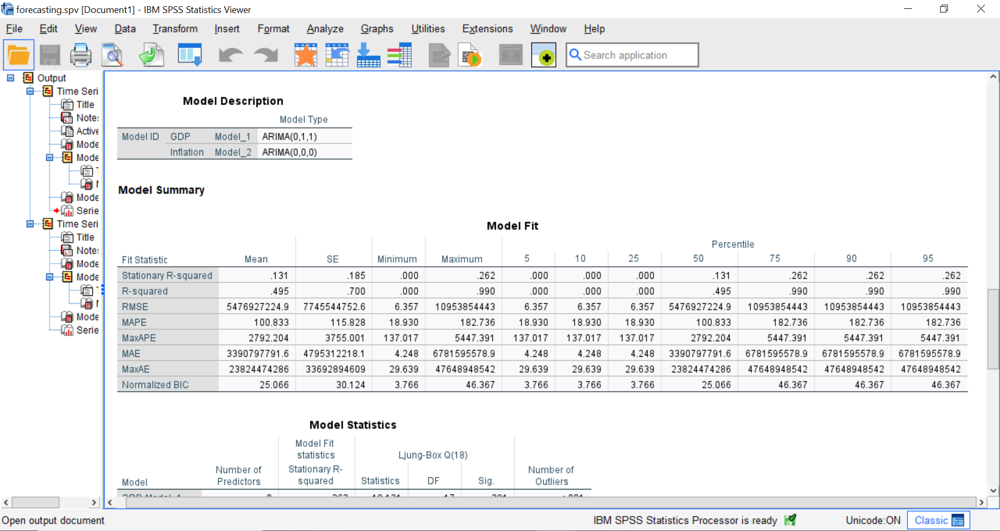 forecasting.spv [Document1] - IBM SPSS Statistics Viewer
File Edit View Data Transform Insert Format Analyze Graphs Utilities Extensions Window Help
Search application
Output
Time Seri
Title
Notes
Active
Mode
Mode
Mode
Serie
Time Seri
Title
Notes
Mode
Mode
Mode
Serie
Model Description
Model Type
Model ID GDP Model_1 ARIMA(0,1,1)
Inflation Model_2 ARIMA(0,0,0)
Model Summary
Model Fit
Percentile
Fit Statistic Mean SE Minimum Maximum 5 10 25 50 75 90 95
Stationary R-squared .131 .185 .000 .262 .000 .000 .000 .131 .262 .262 .262
R-squared .495 .700 .000 .990 .000 .000 .000 .495 .990 .990 .990
RMSE 5476927224.9 7745544752.6 6.357 10953854443 6.357 6.357 6.357 5476927224.9 10953854443 10953854443 10953854443
MAPE 100.833 115.828 18.930 182.736 18.930 18.930 18.930 100.833 182.736 182.736 182.736
MaxAPE 2792.204 3755.001 137.017 5447.391 137.017 137.017 137.017 2792.204 5447.391 5447.391 5447.391
MAE 3390797791.6 4795312218.1 4.248 6781595578.9 4.248 4.248 4.248 3390797791.6 6781595578.9 6781595578.9 6781595578.9
MaxAE 23824474286 33692894609 29.639 47648948542 29.639 29.639 29.639 23824474286 47648948542 47648948542 47648948542
Normalized BIC 25.066 30.124 3.766 46.367 3.766 3.766 3.766 25.066 46.367 46.367 46.367
Model Statistics
Model Fit
statistics
Ljung-Box Q(18)
Number of
Predictors
Stationary R-
squared
Number of
Outliers
Model Statistics DF Sig.
Open output document
IBM SPSS Statistics Processor is ready
Unicode:ON
Classic